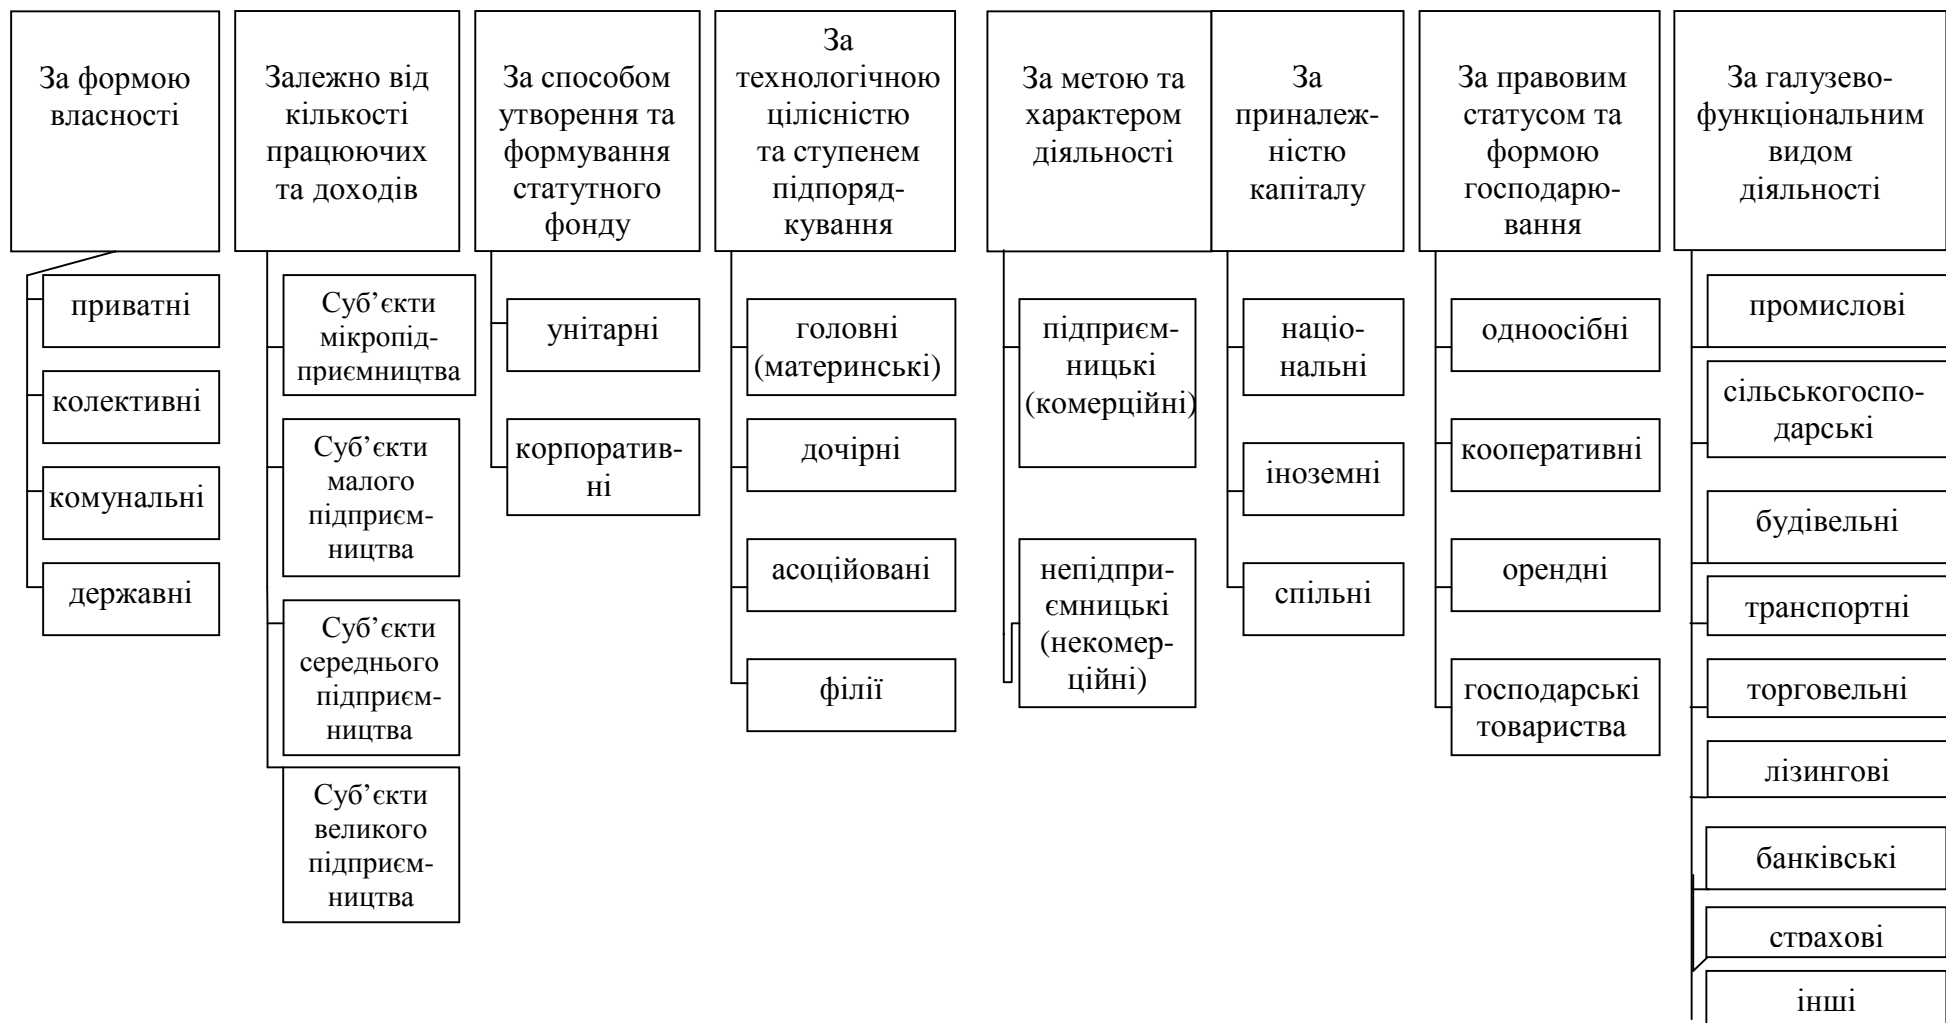 За формою
власності
приватні
колективні
комунальні
державні
Залежно від
кількості
працюючих
та доходів
Суб’єкти
мікропід-
приємництва
Суб’єкти
малого
підприєм-
ництва
Суб’єкти
середнього
підприєм-
ництва
Суб’єкти
великого
підприєм-
ництва
За способом
утворення та
формування
статутного
фонду
унітарні
корпоратив-
ні
За
технологічною
цілісністю
та ступенем
підпоряд-
кування
головні
(материнські)
дочірні
асоційовані
філії
За метою та
характером
діяльності
підприєм-
ницькі
(комерційні)
непідпри-
ємницькі
(некомер-
ційні)
За
приналеж-
ністю
капіталу
націо-
нальні
іноземні
спільні
За правовим
статусом та
формою
господарю-
вання
одноосібні
кооперативні
орендні
господарські
товариства
За галузево-
функціональним
видом
діяльності
промислові
сільськогоспо-
дарські
будівельні
транспортні
торговельні
лізингові
банківські
страхові
інші